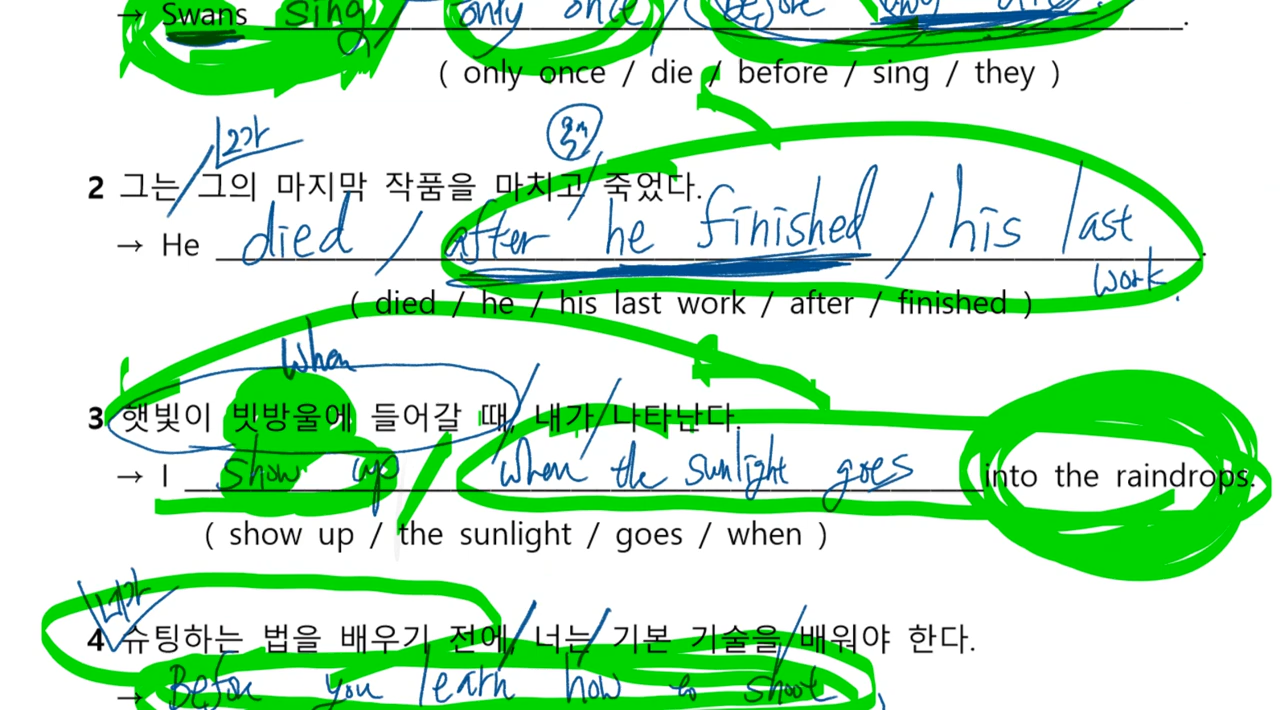 → Swans sing / only once / before they die.
( only once / die / before / sing / they )
그가
2 그는 / 그의 마지막 작품을 마치고 / 죽었다.
→ He died / after he finished / his last work.
( died / he / his last work / after / finished )
when
3 햇빛이 빗방울에 들어갈 때, / 내가 / 나타난다.
→ I show up / when the sunlight goes into the raindrops.
( show up / the sunlight / goes / when )
네가
4 슈팅하는 법을 배우기 전에 / 너는 / 기본 기술을 / 배워야 한다.
→ Before you learn how to shoot,